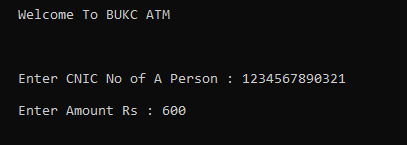 Welcome To BUKC ATM
Enter CNIC No of A Person : 1234567890321
Enter Amount Rs : 600